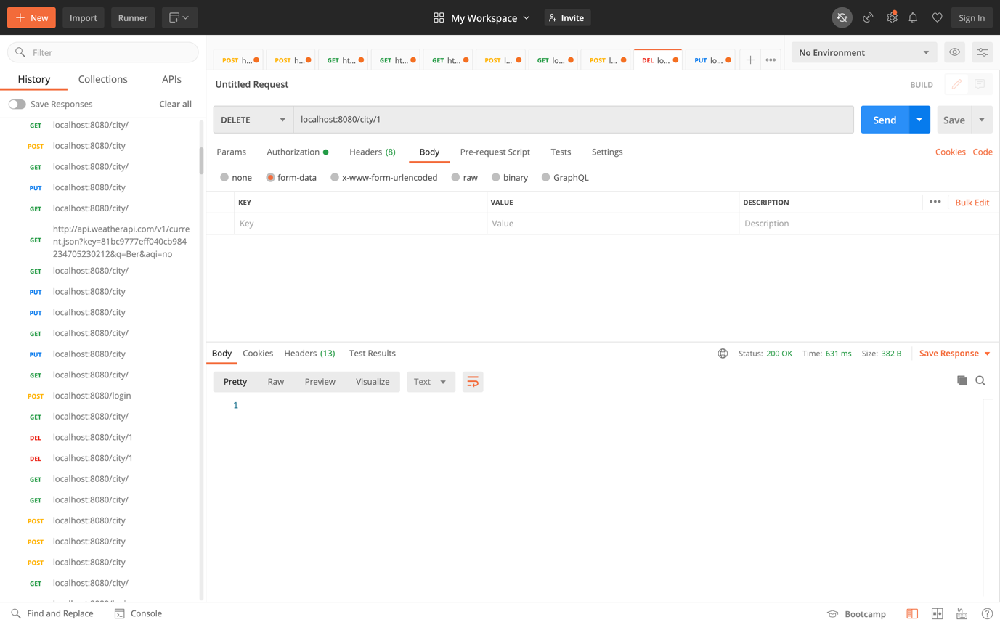 New
Import
Runner
My Workspace
Invite
Sign In
Filter
History
Collections
APIs
Save Responses
Clear all
GET localhost:8080/city/
POST localhost:8080/city
GET localhost:8080/city/
PUT localhost:8080/city
GET localhost:8080/city/
GET http://api.weatherapi.com/v1/curre
nt.json?key=81bc9777eff040cb984
234705230212&q=Ber&aqi=no
GET localhost:8080/city/
PUT localhost:8080/city
PUT localhost:8080/city
GET localhost:8080/city/
PUT localhost:8080/city
GET localhost:8080/city/
POST localhost:8080/login
GET localhost:8080/city/
DEL localhost:8080/city/1
DEL localhost:8080/city/1
GET localhost:8080/city/
GET localhost:8080/city/
POST localhost:8080/city
POST localhost:8080/city
POST localhost:8080/city
GET localhost:8080/city/
POST h...
POST h...
GET ht...
GET ht...
GET ht...
POST l...
GET lo...
POST l...
DEL lo...
PUT lo...
No Environment
Untitled Request
BUILD
DELETE
localhost:8080/city/1
Send
Save
Params
Authorization
Headers (8)
Body
Pre-request Script
Tests
Settings
Cookies
Code
none
form-data
x-www-form-urlencoded
raw
binary
GraphQL
KEY
VALUE
DESCRIPTION
Bulk Edit
Key
Value
Description
Body
Cookies
Headers (13)
Test Results
Status: 200 OK
Time: 631 ms
Size: 382 B
Save Response
Pretty
Raw
Preview
Visualize
Text
1
Find and Replace
Console
Bootcamp